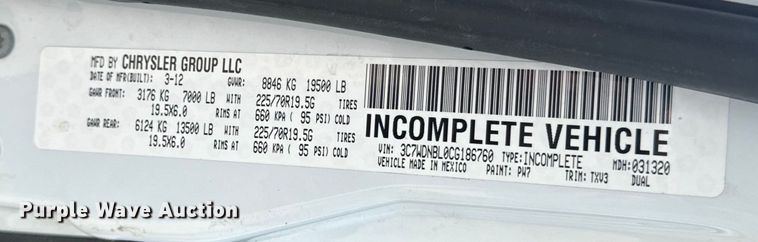 MFD BY CHRYSLER GROUP LLC
DATE OF MFR(BUILT): 3-12 GVWR: 8846 KG 19500 LB
GAWR FRONT: 3176 KG 7000 LB WITH 225/70R19.5G TIRES
19.5X6.0 RIMS AT 660 KPA ( 95 PSI) COLD
GAWR REAR: 6124 KG 13500 LB WITH 225/70R19.5G TIRES
19.5X6.0 RIMS AT 660 KPA ( 95 PSI) COLD
INCOMPLETE VEHICLE
VIN: 3C7WDNBL0CG186760 TYPE: INCOMPLETE MDH: 031320
VEHICLE MADE IN MEXICO PAINT: PW7 TRIM: TXV3 DUAL
Purple Wave Auction